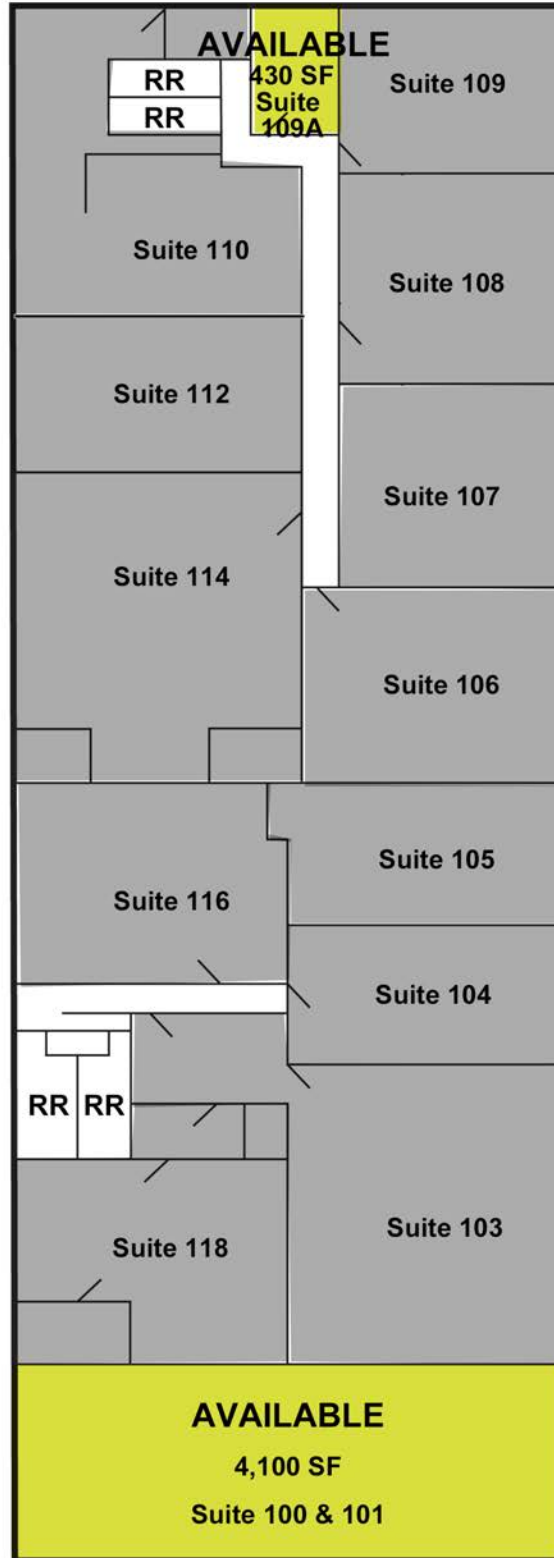 AVAILABLE
430 SF
Suite
109A
RR
RR
Suite 109
Suite 110
Suite 108
Suite 112
Suite 107
Suite 114
Suite 106
Suite 105
Suite 116
Suite 104
RR RR
Suite 103
Suite 118
AVAILABLE
4,100 SF
Suite 100 & 101